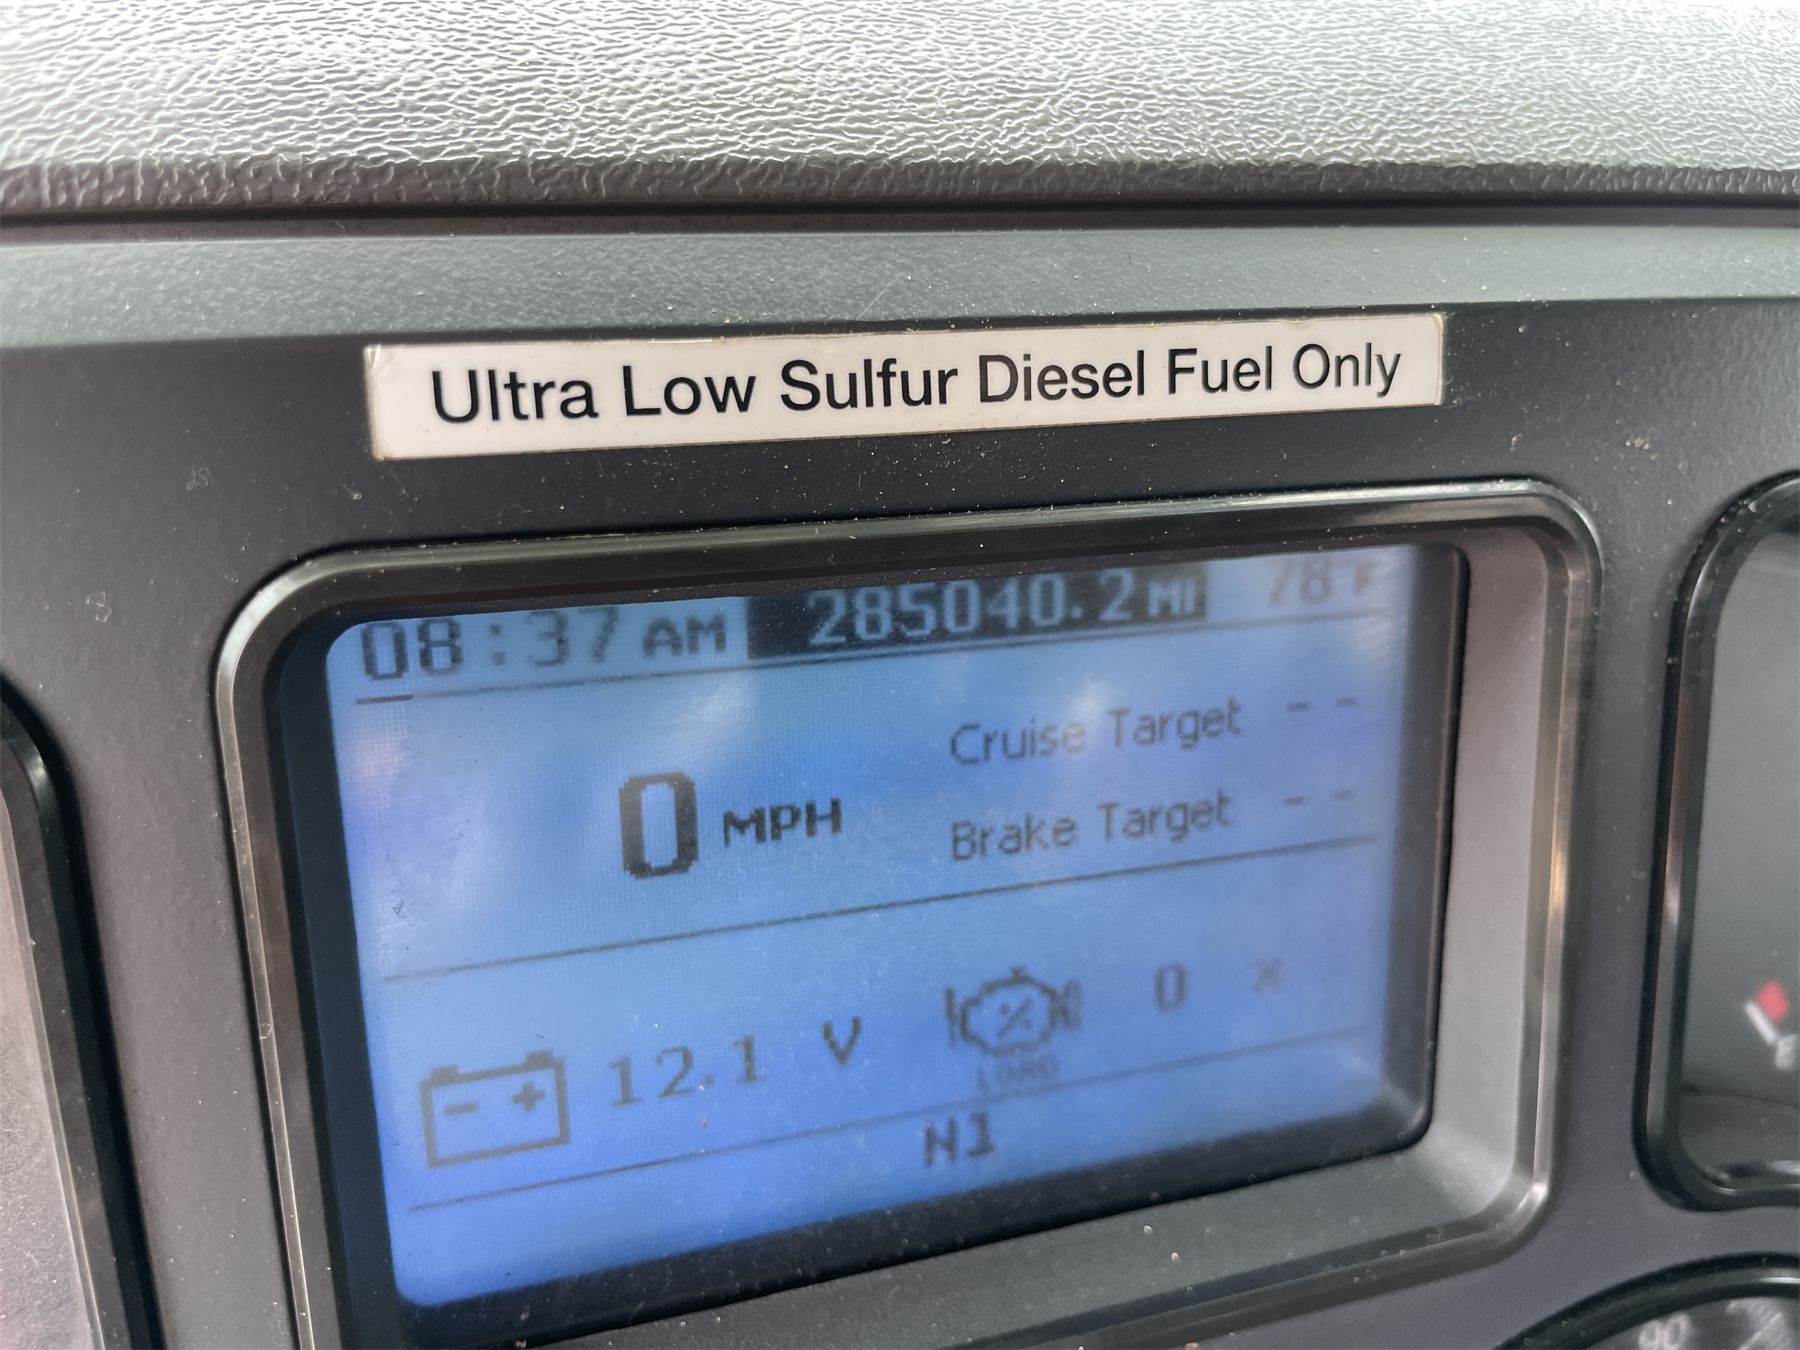 Ultra Low Sulfur Diesel Fuel Only
08:37 AM 285040.2 MI 78°F
Cruise Target --
0 MPH
Brake Target --
- + 12.1 V % 0 %
LOAD
N1
90